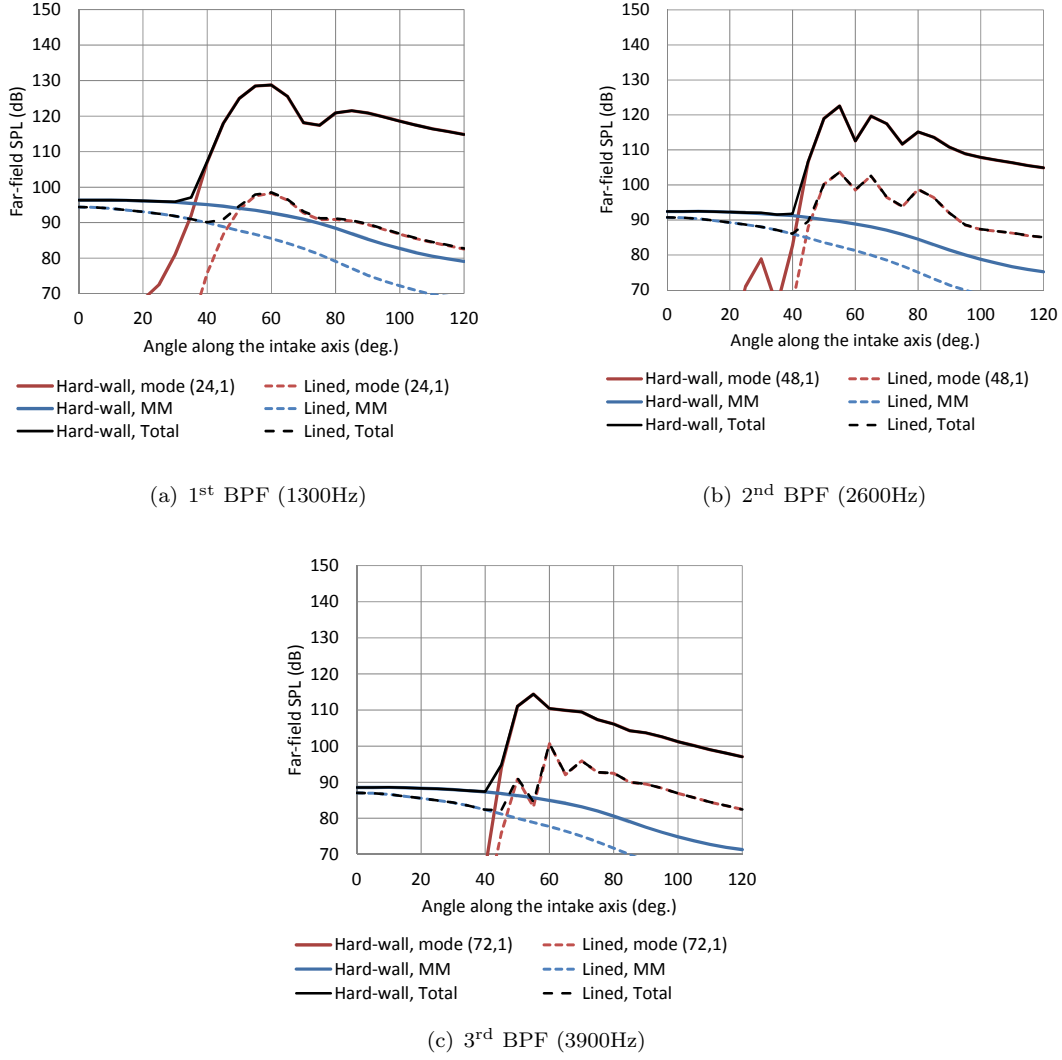 150
140
130
120
110
100
90
80
70
Far-field SPL (dB)
0 20 40 60 80 100 120
Angle along the intake axis (deg.)
Hard-wall, mode (24,1) Lined, mode (24,1)
Hard-wall, MM Lined, MM
Hard-wall, Total Lined, Total
(a) 1st BPF (1300Hz)
150
140
130
120
110
100
90
80
70
Far-field SPL (dB)
0 20 40 60 80 100 120
Angle along the intake axis (deg.)
Hard-wall, mode (48,1) Lined, mode (48,1)
Hard-wall, MM Lined, MM
Hard-wall, Total Lined, Total
(b) 2nd BPF (2600Hz)
150
140
130
120
110
100
90
80
70
Far-field SPL (dB)
0 20 40 60 80 100 120
Angle along the intake axis (deg.)
Hard-wall, mode (72,1) Lined, mode (72,1)
Hard-wall, MM Lined, MM
Hard-wall, Total Lined, Total
(c) 3rd BPF (3900Hz)